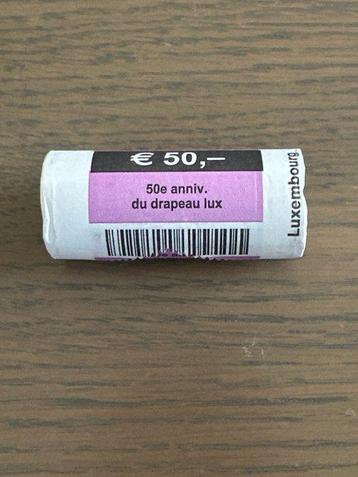 € 50,–
50e anniv.
du drapeau lux
Luxembourg